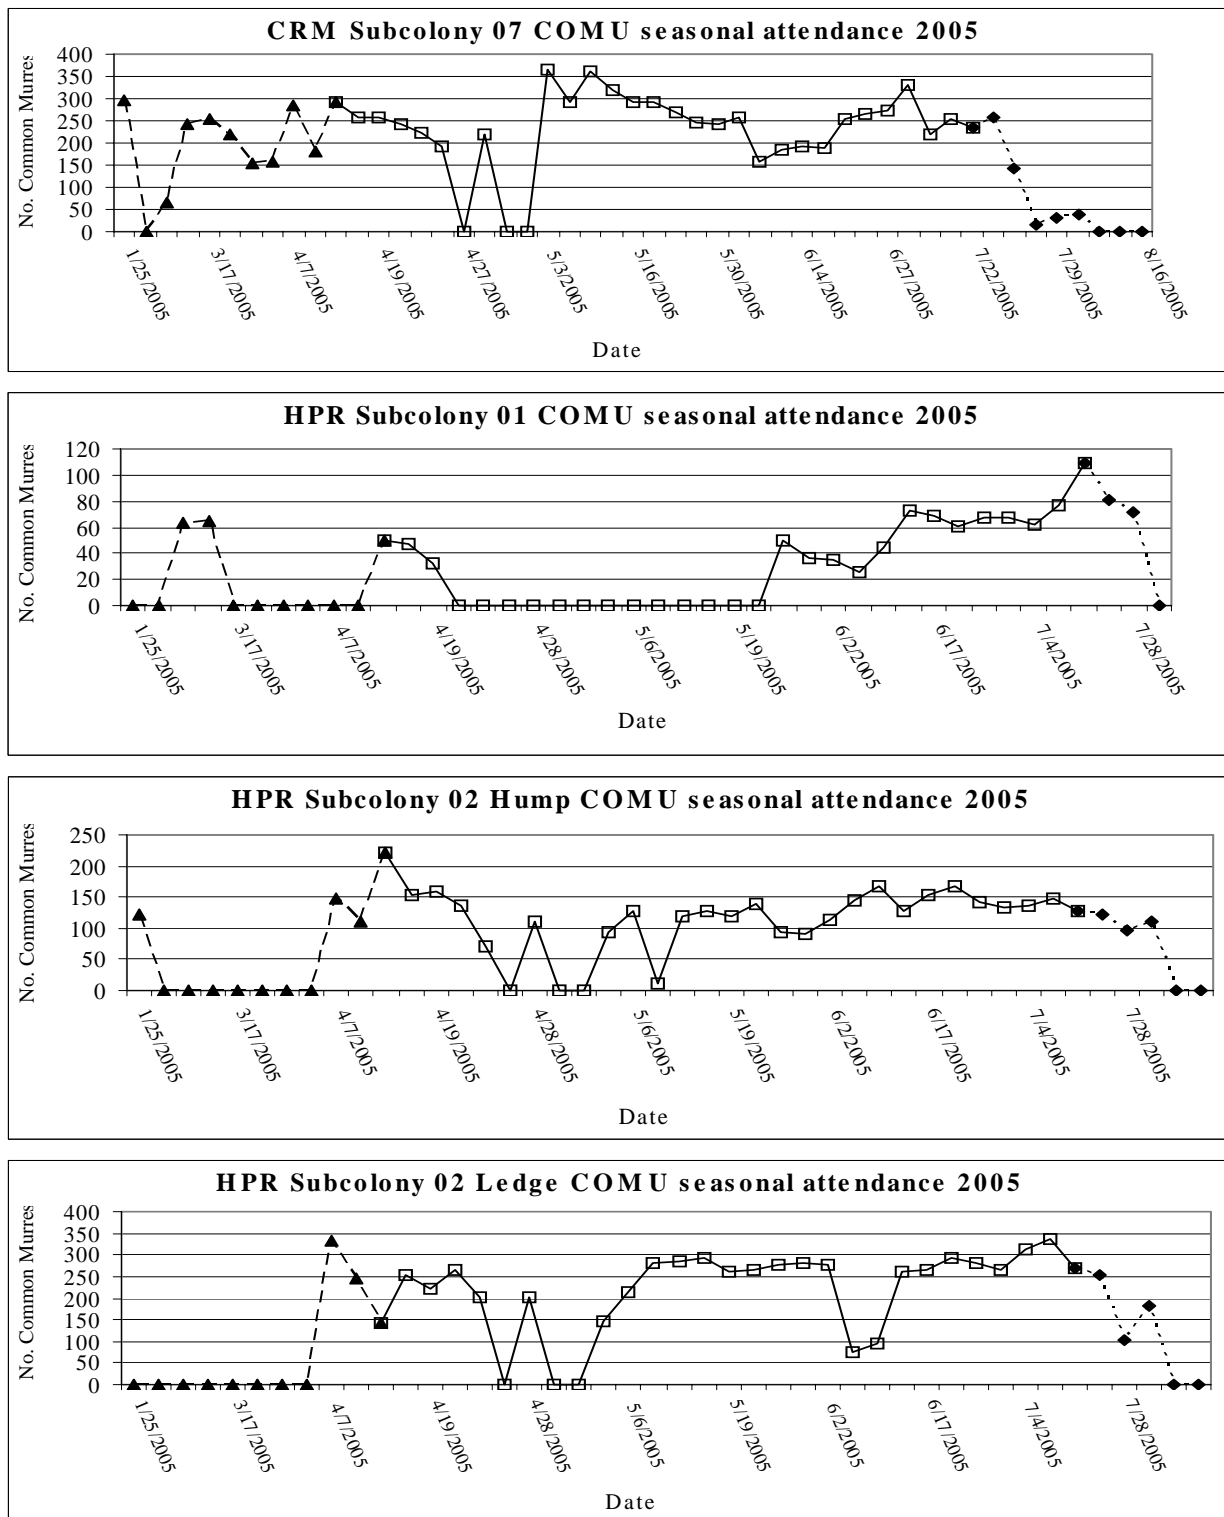 CRM Subcolony 07 COMU seasonal attendance 2005
No. Common Murres
400
350
300
250
200
150
100
50
0
1/25/2005 3/17/2005 4/7/2005 4/19/2005 4/27/2005 5/3/2005 5/16/2005 5/30/2005 6/14/2005 6/27/2005 7/22/2005 7/29/2005 8/16/2005
Date
HPR Subcolony 01 COMU seasonal attendance 2005
No. Common Murres
120
100
80
60
40
20
0
1/25/2005 3/17/2005 4/7/2005 4/19/2005 4/28/2005 5/6/2005 5/19/2005 6/2/2005 6/17/2005 7/4/2005 7/28/2005
Date
HPR Subcolony 02 Hump COMU seasonal attendance 2005
No. Common Murres
250
200
150
100
50
0
1/25/2005 3/17/2005 4/7/2005 4/19/2005 4/28/2005 5/6/2005 5/19/2005 6/2/2005 6/17/2005 7/4/2005 7/28/2005
Date
HPR Subcolony 02 Ledge COMU seasonal attendance 2005
No. Common Murres
400
350
300
250
200
150
100
50
0
1/25/2005 3/17/2005 4/7/2005 4/19/2005 4/28/2005 5/6/2005 5/19/2005 6/2/2005 6/17/2005 7/4/2005 7/28/2005
Date